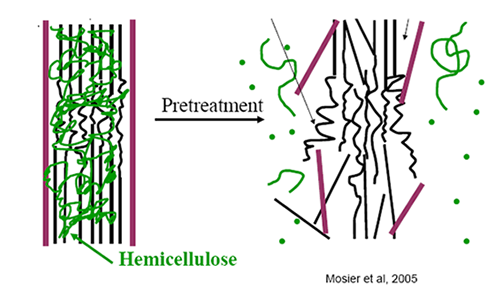 Pretreatment
Hemicellulose
Mosier et al, 2005